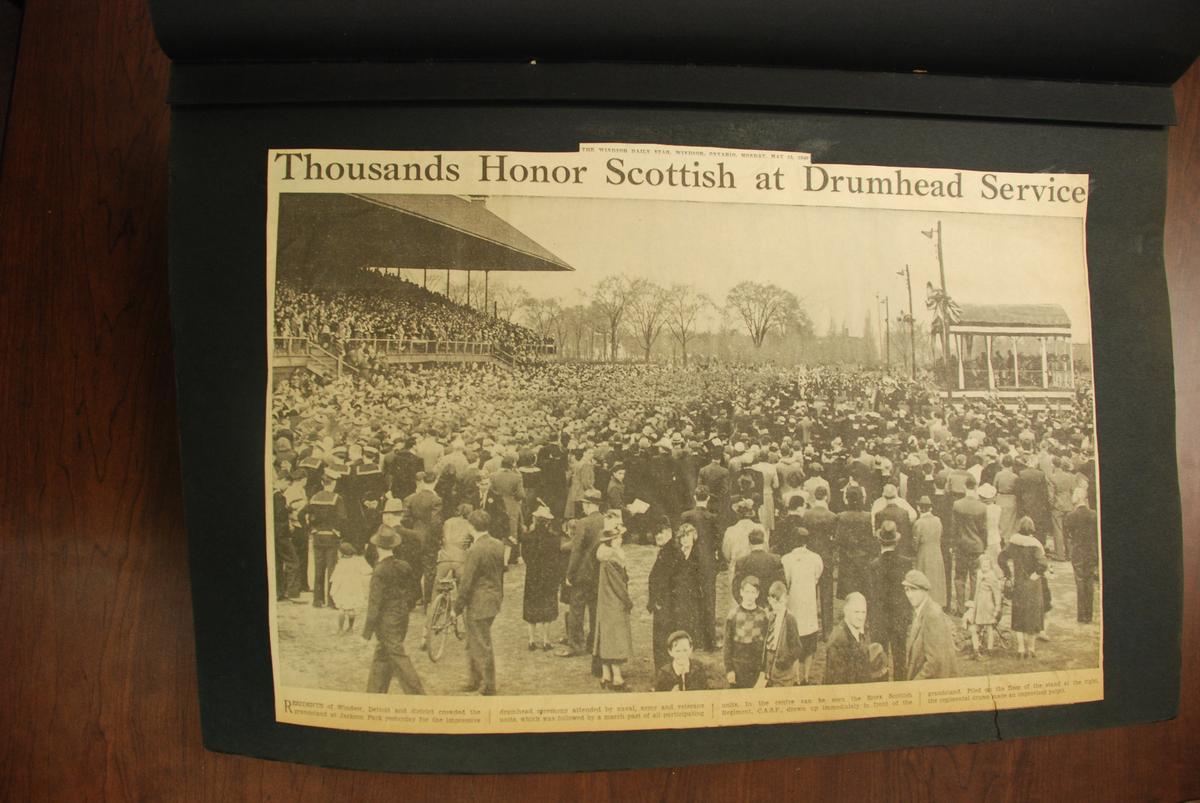 THE WINDSOR DAILY STAR, WINDSOR, ONTARIO, MONDAY, MAY 13, 1940
Thousands Honor Scottish at Drumhead Service
RESIDENTS of Windsor, Detroit and district crowded the
grandstand at Jackson Park yesterday for the impressive
drumhead ceremony attended by naval, army and veterans
units, which was followed by a march past of all participating
units. In the centre can be seen the Essex Scottish
Regiment, C.A.S.F., drawn up immediately in front of the
grandstand. Piled on the floor of the stand at the right,
the regimental drums made an improvised pulpit.